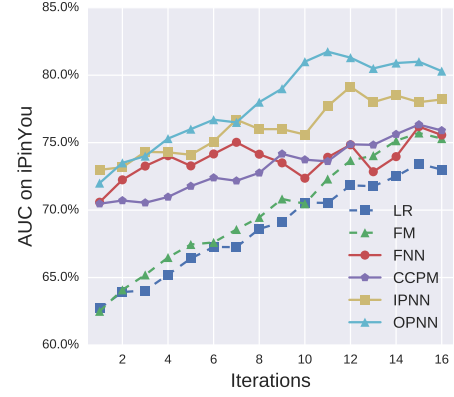 85.0%
80.0%
75.0%
70.0%
65.0%
60.0%
AUC on iPinYou
2 4 6 8 10 12 14 16
Iterations
LR
FM
FNN
CCPM
IPNN
OPNN